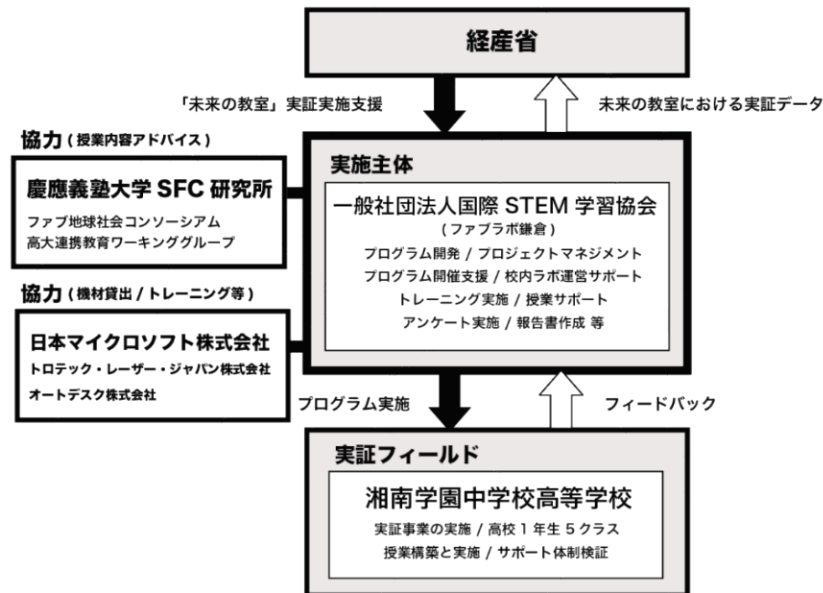 経産省
「未来の教室」実証実施支援
未来の教室における実証データ
協力 ( 授業内容アドバイス )
慶應義塾大学 SFC 研究所
ファブ地球社会コンソーシアム
高大連携教育ワーキンググループ
実施主体
一般社団法人国際 STEM 学習協会
( ファブラボ鎌倉 )
プログラム開発 / プロジェクトマネジメント
プログラム開催支援 / 校内ラボ運営サポート
トレーニング実施 / 授業サポート
アンケート実施 / 報告書作成 等
協力 ( 機材貸出 / トレーニング等 )
日本マイクロソフト株式会社
トロテック・レーザー・ジャパン株式会社
オートデスク株式会社
プログラム実施
フィードバック
実証フィールド
湘南学園中学校高等学校
実証事業の実施 / 高校 1 年生 5 クラス
授業構築と実施 / サポート体制検証